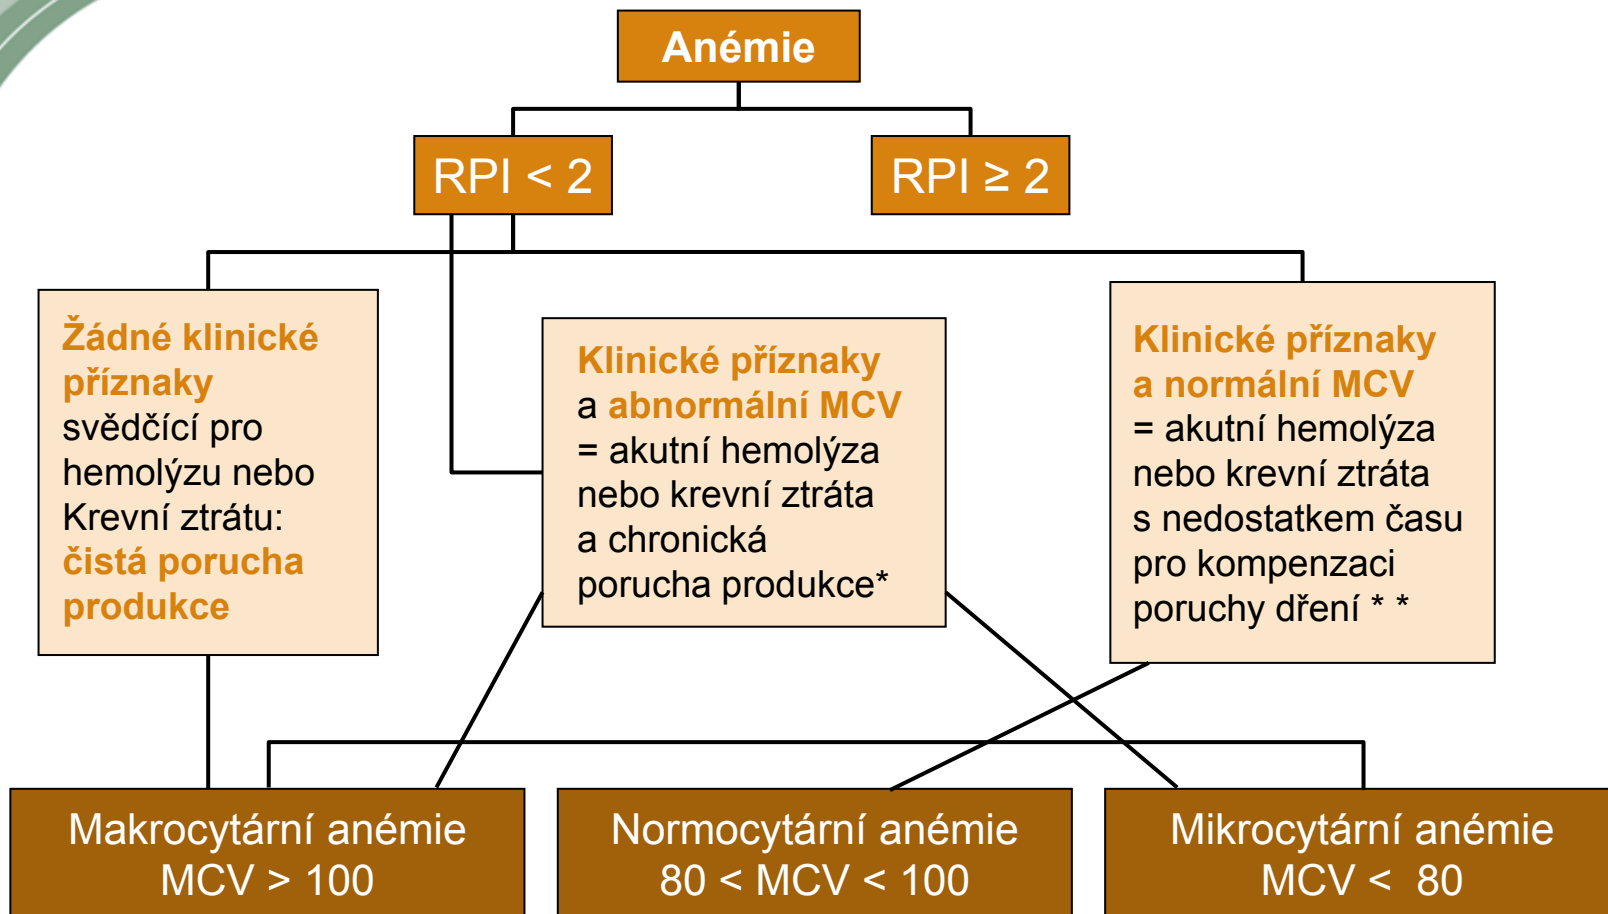 Anémie
RPI < 2
RPI ≥ 2
Žádné klinické
příznaky
svědčící pro
hemolýzu nebo
Krevní ztrátu:
čistá porucha
produkce
Klinické příznaky
a abnormální MCV
= akutní hemolýza
nebo krevní ztráta
a chronická
porucha produkce*
Klinické příznaky
a normální MCV
= akutní hemolýza
nebo krevní ztráta
s nedostatkem času
pro kompenzaci
poruchy dření * *
Makrocytární anémie
MCV > 100
Normocytární anémie
80 < MCV < 100
Mikrocytární anémie
MCV < 80